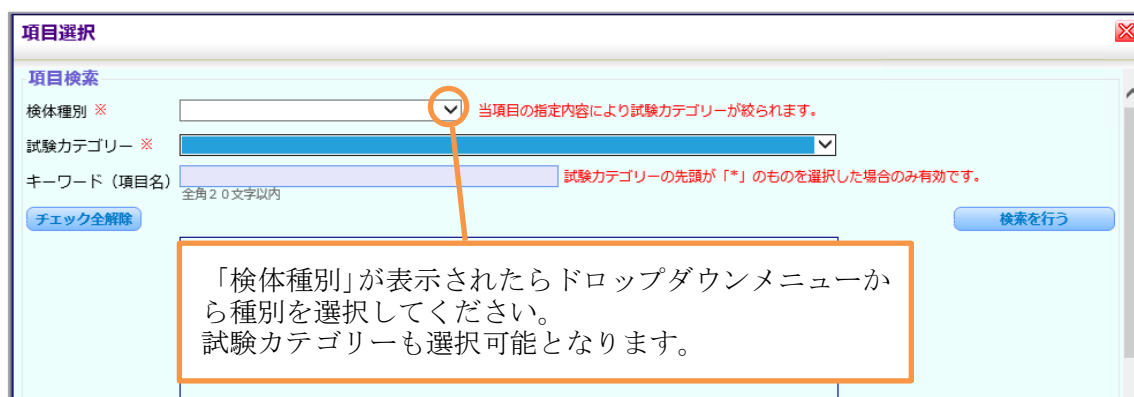 項目選択
項目検索
検体種別 ※
当項目の指定内容により試験カテゴリーが絞られます。
試験カテゴリー ※
キーワード（項目名）
試験カテゴリーの先頭が「*」のものを選択した場合のみ有効です。
全角２０文字以内
チェック全解除
検索を行う
「検体種別」が表示されたらドロップダウンメニューか
ら種別を選択してください。
試験カテゴリーも選択可能となります。